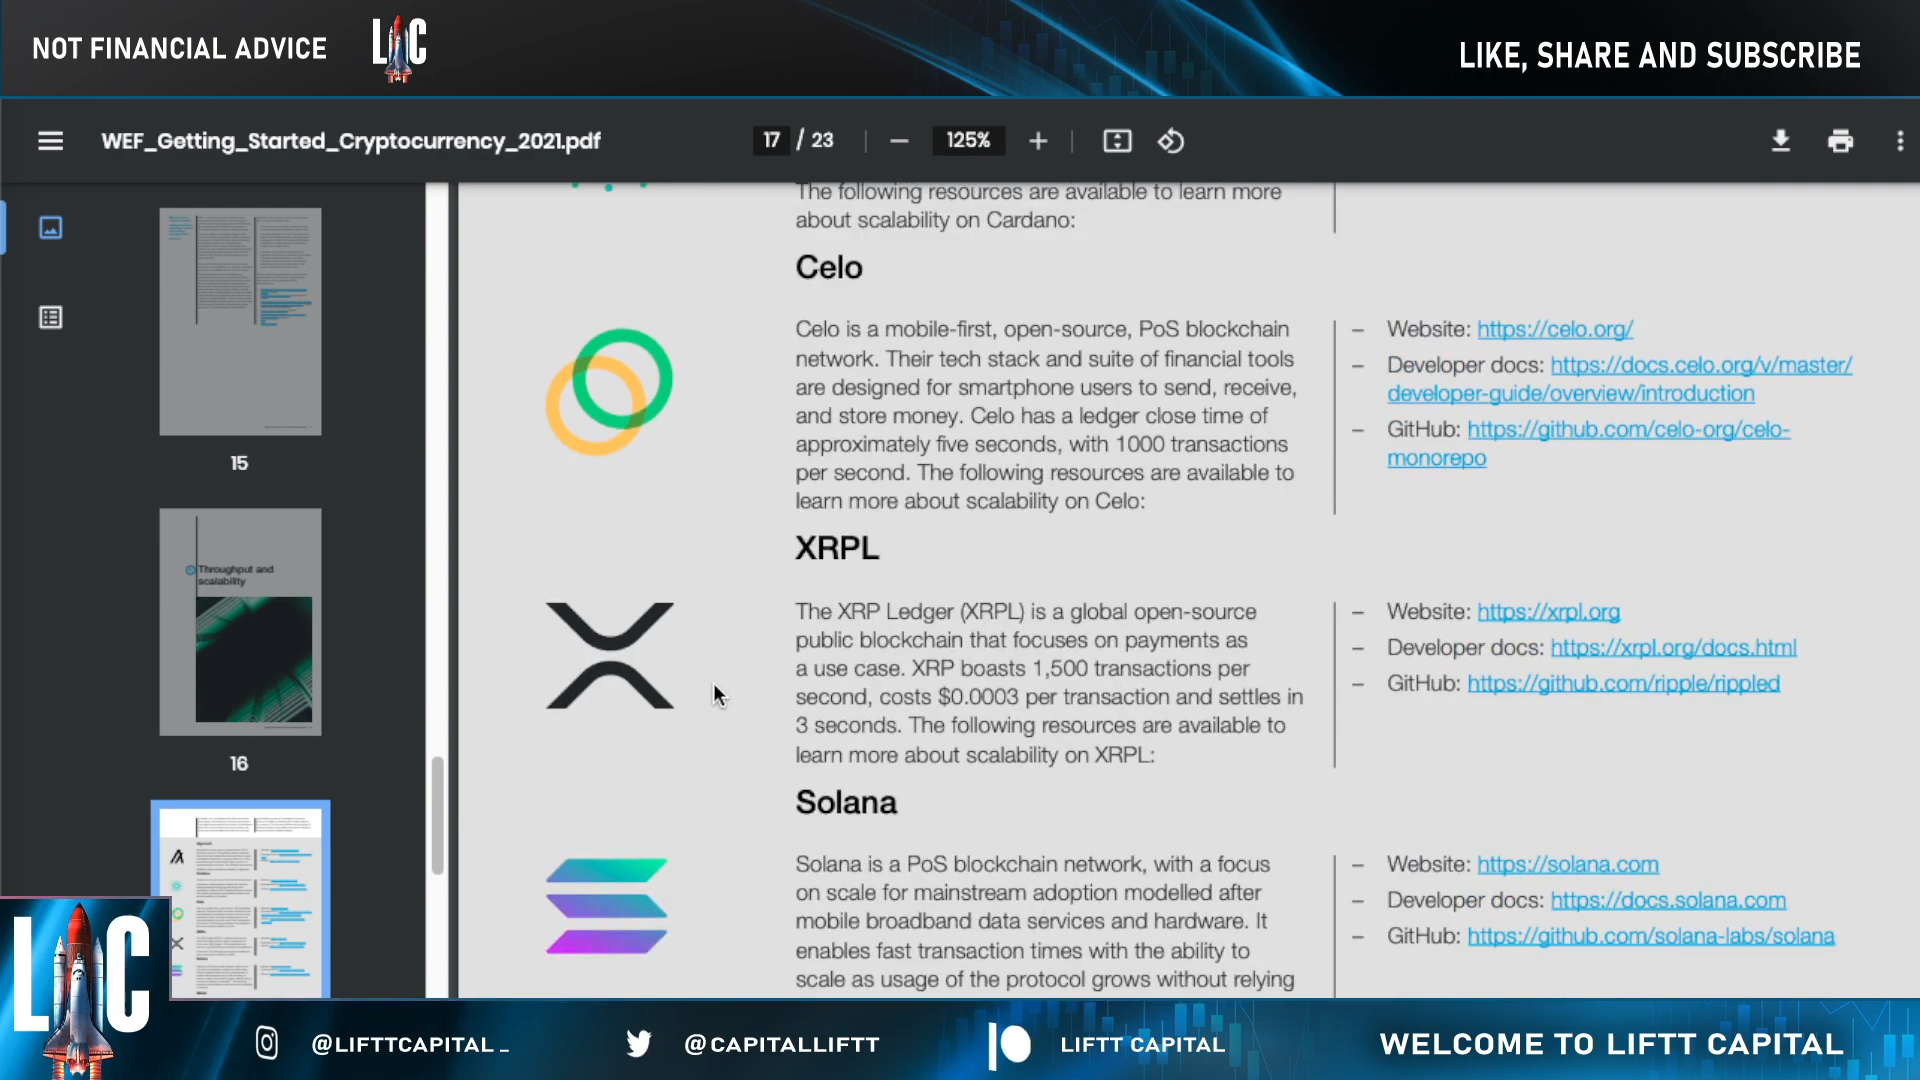 NOT FINANCIAL ADVICE
LC
LIKE, SHARE AND SUBSCRIBE
WEF_Getting_Started_Cryptocurrency_2021.pdf
17 / 23
125%
15
Throughput and
scalability
16
The following resources are available to learn more
about scalability on Cardano:
Celo
Celo is a mobile-first, open-source, PoS blockchain
network. Their tech stack and suite of financial tools
are designed for smartphone users to send, receive,
and store money. Celo has a ledger close time of
approximately five seconds, with 1000 transactions
per second. The following resources are available to
learn more about scalability on Celo:
– Website: https://celo.org/
– Developer docs: https://docs.celo.org/v/master/
developer-guide/overview/introduction
– GitHub: https://github.com/celo-org/celo-
monorepo
XRPL
The XRP Ledger (XRPL) is a global open-source
public blockchain that focuses on payments as
a use case. XRP boasts 1,500 transactions per
second, costs $0.0003 per transaction and settles in
3 seconds. The following resources are available to
learn more about scalability on XRPL:
– Website: https://xrpl.org
– Developer docs: https://xrpl.org/docs.html
– GitHub: https://github.com/ripple/rippled
Solana
Solana is a PoS blockchain network, with a focus
on scale for mainstream adoption modelled after
mobile broadband data services and hardware. It
enables fast transaction times with the ability to
scale as usage of the protocol grows without relying
– Website: https://solana.com
– Developer docs: https://docs.solana.com
– GitHub: https://github.com/solana-labs/solana
LC
@LIFTTCAPITAL_
@CAPITALLIFTT
LIFTT CAPITAL
WELCOME TO LIFTT CAPITAL